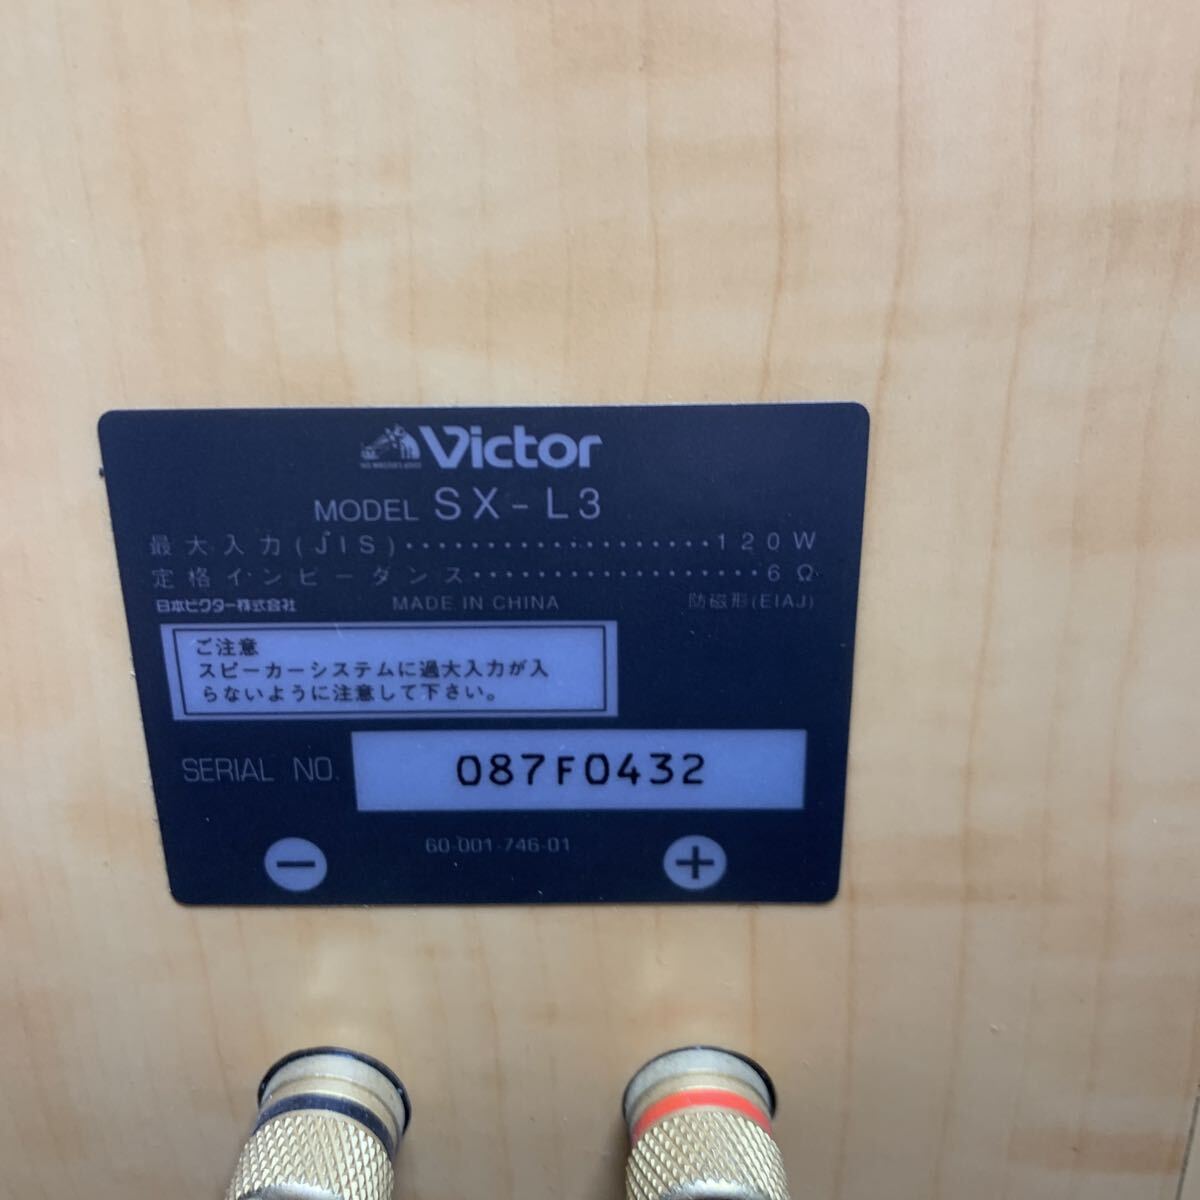 Victor
MODEL SX-L3
最大入力(JIS)・・・・・・・・・・・・・・・・・・・120W
定格インピーダンス・・・・・・・・・・・・・・・・・・6Ω
日本ビクター株式会社 MADE IN CHINA 防磁形(EIAJ)
ご注意
スピーカーシステムに過大入力が入
らないように注意して下さい。
SERIAL NO. 087F0432
− 60-001-746-01 +